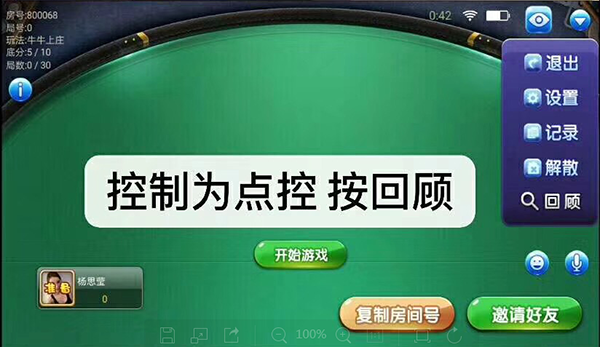 房号:800068
局号:0
玩法:牛牛上庄
底分:5 / 10
局数:0 / 30
0:42
退出
设置
记录
解散
回顾
控制为点控 按回顾
开始游戏
杨思莹
准备
0
复制房间号
邀请好友
100%